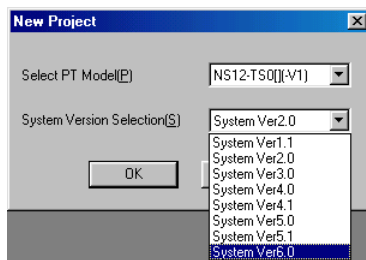 New Project
Select PT Model(P) NS12-TS0[](-V1)
System Version Selection(S) System Ver2.0
System Ver1.1
System Ver2.0
System Ver3.0
System Ver4.0
System Ver4.1
System Ver5.0
System Ver5.1
System Ver6.0
OK